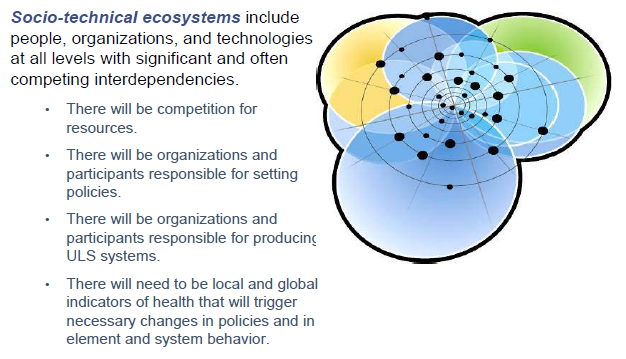 Socio-technical ecosystems include
people, organizations, and technologies
at all levels with significant and often
competing interdependencies.
• There will be competition for
resources.
• There will be organizations and
participants responsible for setting
policies.
• There will be organizations and
participants responsible for producing
ULS systems.
• There will need to be local and global
indicators of health that will trigger
necessary changes in policies and in
element and system behavior.